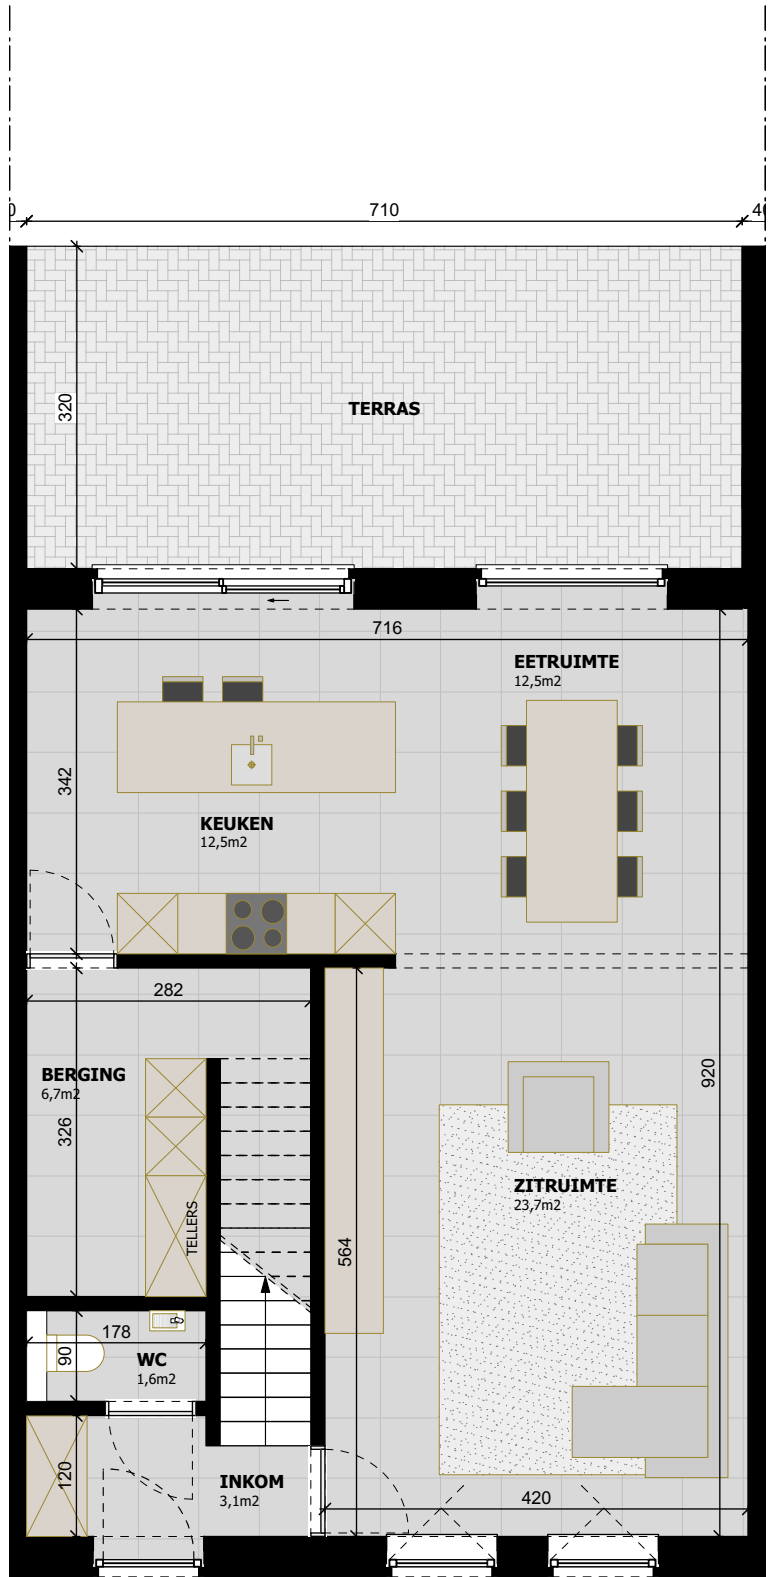 710
320
TERRAS
716
EETRUIMTE
12,5m2
342
KEUKEN
12,5m2
282
BERGING
6,7m2
326
920
TELLERS
ZITRUIMTE
23,7m2
564
178
90
WC
1,6m2
120
INKOM
3,1m2
420